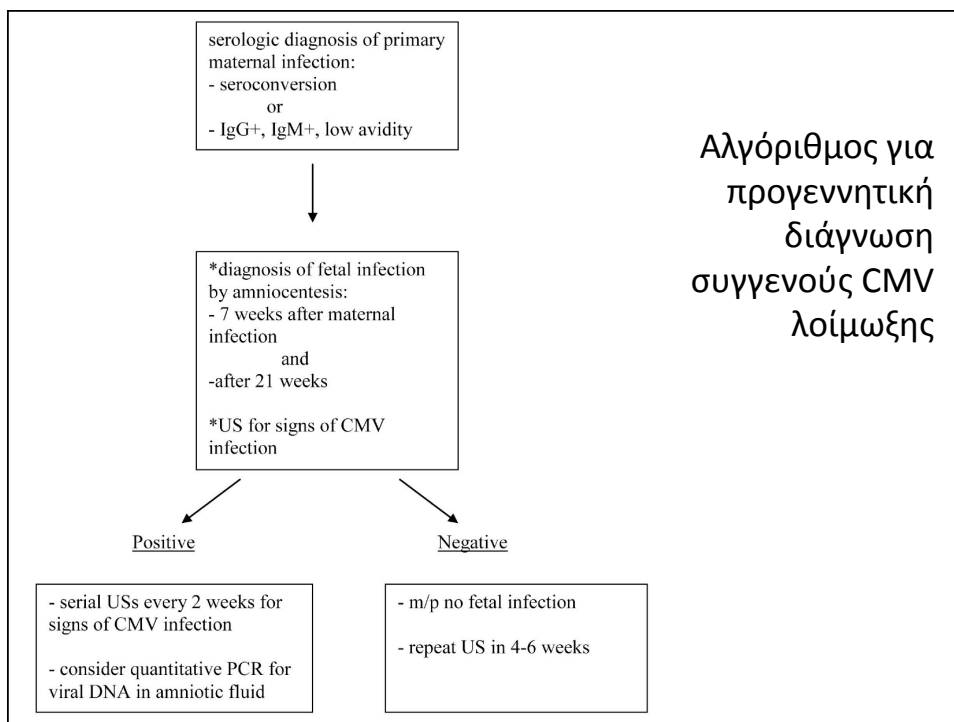 serologic diagnosis of primary
maternal infection:
- seroconversion
or
- IgG+, IgM+, low avidity
Αλγόριθμος για
προγεννητική
διάγνωση
συγγενούς CMV
λοίμωξης
*diagnosis of fetal infection
by amniocentesis:
- 7 weeks after maternal
infection
and
-after 21 weeks
*US for signs of CMV
infection
Positive
- serial USs every 2 weeks for
signs of CMV infection
- consider quantitative PCR for
viral DNA in amniotic fluid
Negative
- m/p no fetal infection
- repeat US in 4-6 weeks